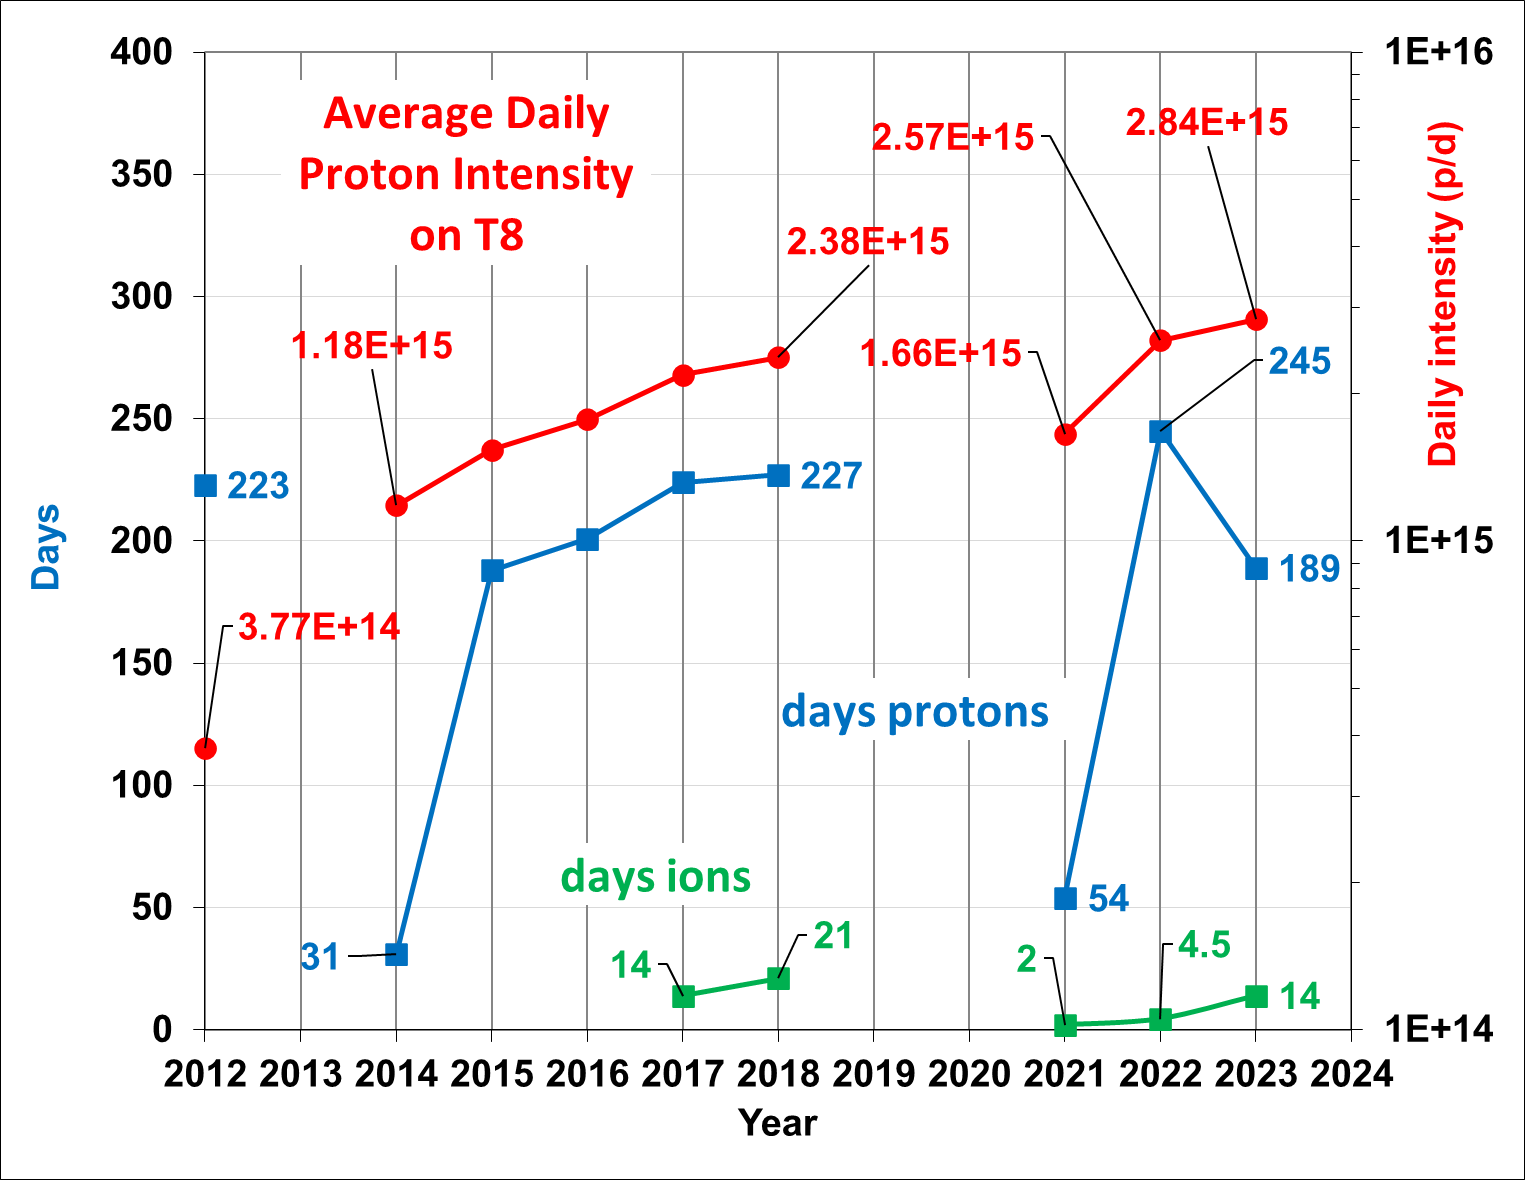 400
1E+16
Average Daily
Proton Intensity
on T8
2.57E+15
2.84E+15
350
2.38E+15
300
1.18E+15
1.66E+15
245
250
223
227
Daily intensity (p/d)
Days
200
1E+15
189
3.77E+14
150
days protons
100
days ions
50
54
31
14
21
2
4.5
14
0
1E+14
2012 2013 2014 2015 2016 2017 2018 2019 2020 2021 2022 2023 2024
Year